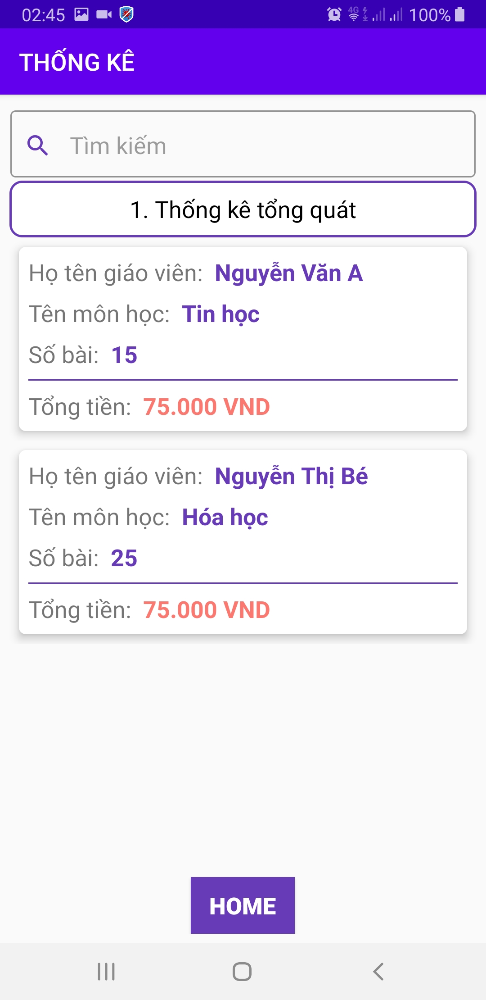 02:45 4G 100%
THỐNG KÊ
Tìm kiếm
1. Thống kê tổng quát
Họ tên giáo viên: Nguyễn Văn A
Tên môn học: Tin học
Số bài: 15
Tổng tiền: 75.000 VND
Họ tên giáo viên: Nguyễn Thị Bé
Tên môn học: Hóa học
Số bài: 25
Tổng tiền: 75.000 VND
HOME